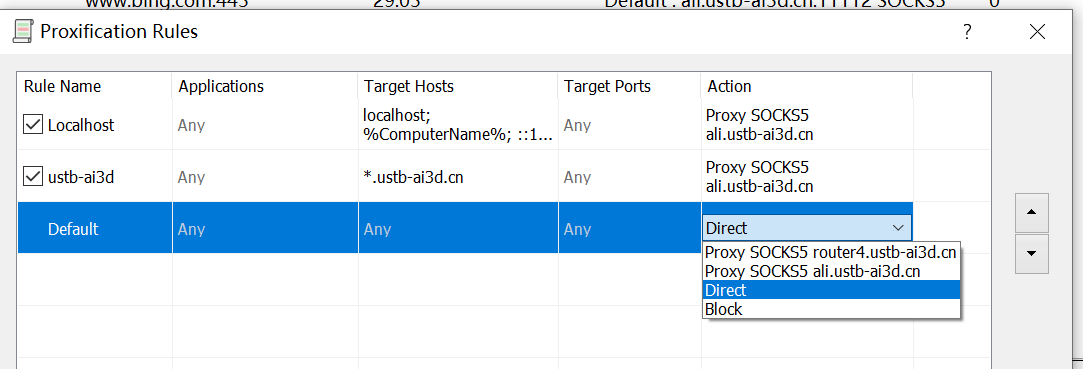 www.bing.com:443 29:05 Default : ali.ustb-ai3d.cn:11112 SOCKS5 0
Proxification Rules ?
Rule Name Applications Target Hosts Target Ports Action
Localhost Any localhost; %ComputerName%; ::1... Any Proxy SOCKS5 ali.ustb-ai3d.cn
ustb-ai3d Any *.ustb-ai3d.cn Any Proxy SOCKS5 ali.ustb-ai3d.cn
Default Any Any Any Direct
Proxy SOCKS5 router4.ustb-ai3d.cn
Proxy SOCKS5 ali.ustb-ai3d.cn
Direct
Block